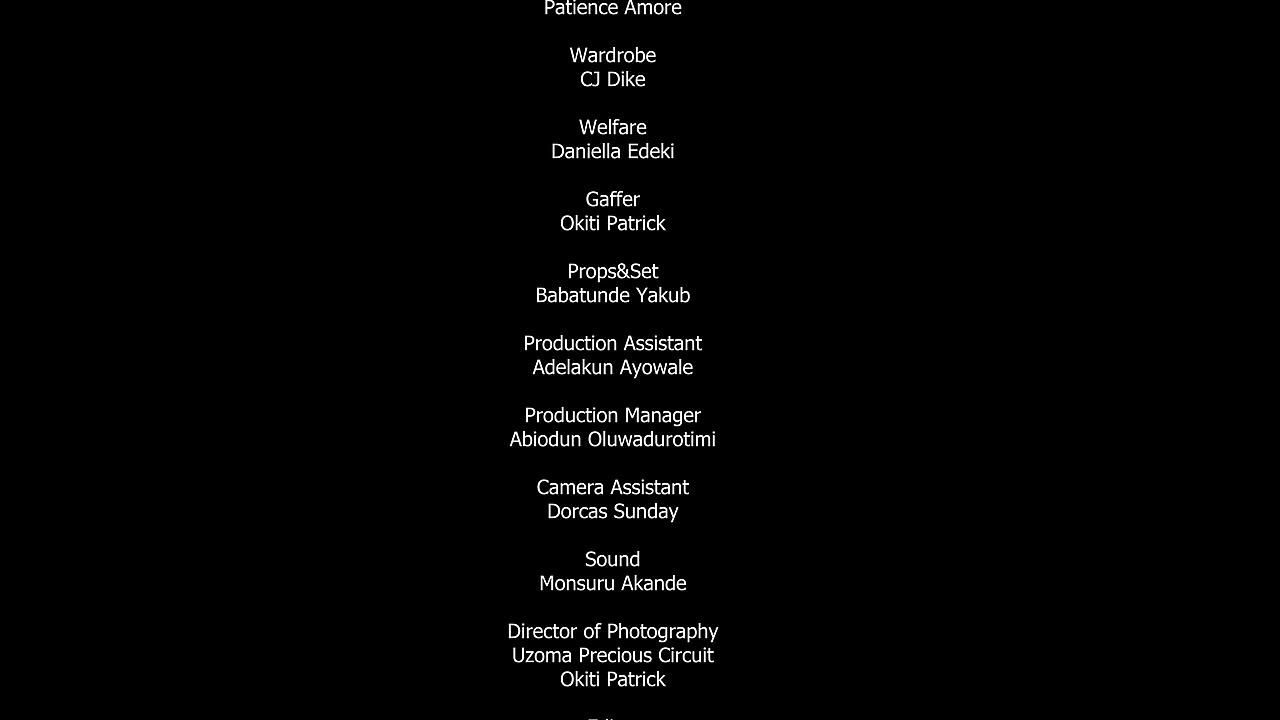 Patience Amore
Wardrobe
CJ Dike
Welfare
Daniella Edeki
Gaffer
Okiti Patrick
Props&Set
Babatunde Yakub
Production Assistant
Adelakun Ayowale
Production Manager
Abiodun Oluwadurotimi
Camera Assistant
Dorcas Sunday
Sound
Monsuru Akande
Director of Photography
Uzoma Precious Circuit
Okiti Patrick